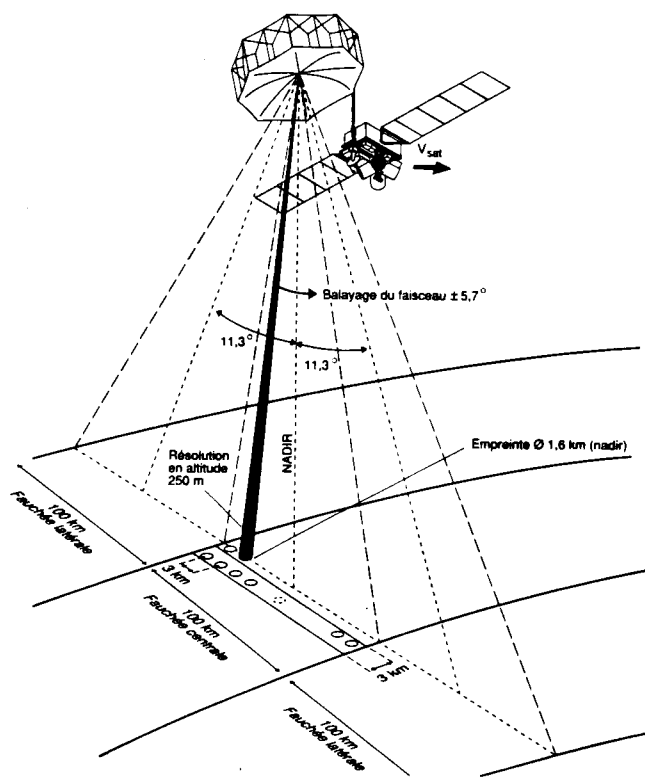 V sat
Balayage du faisceau ± 5,7°
11,3°
11,3°
NADIR
Résolution
en altitude
250 m
Empreinte Ø 1,6 km (nadir)
100 km
Fauchée latérale
3 km
100 km
Fauchée centrale
3 km
100 km
Fauchée latérale